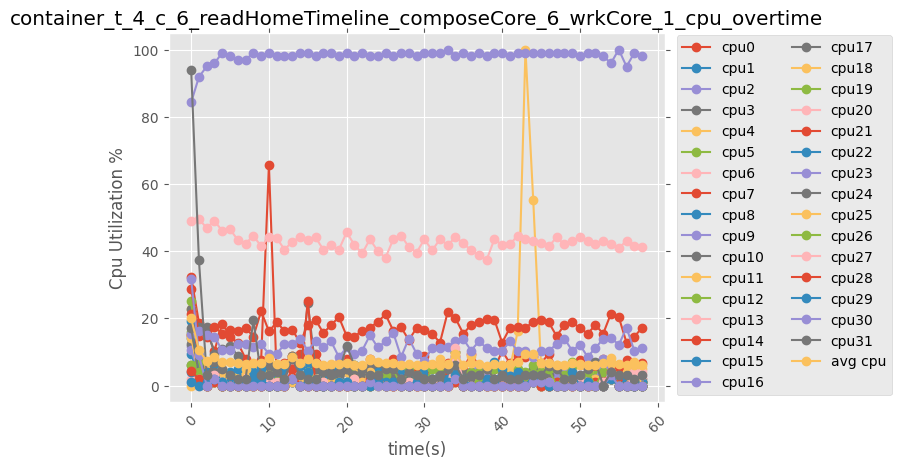 container_t_4_c_6_readHomeTimeline_composeCore_6_wrkCore_1_cpu_overtime
100
80
60
40
20
0
Cpu Utilization %
0
10
20
30
40
50
60
time(s)
cpu0
cpu1
cpu2
cpu3
cpu4
cpu5
cpu6
cpu7
cpu8
cpu9
cpu10
cpu11
cpu12
cpu13
cpu14
cpu15
cpu16
cpu17
cpu18
cpu19
cpu20
cpu21
cpu22
cpu23
cpu24
cpu25
cpu26
cpu27
cpu28
cpu29
cpu30
cpu31
avg cpu